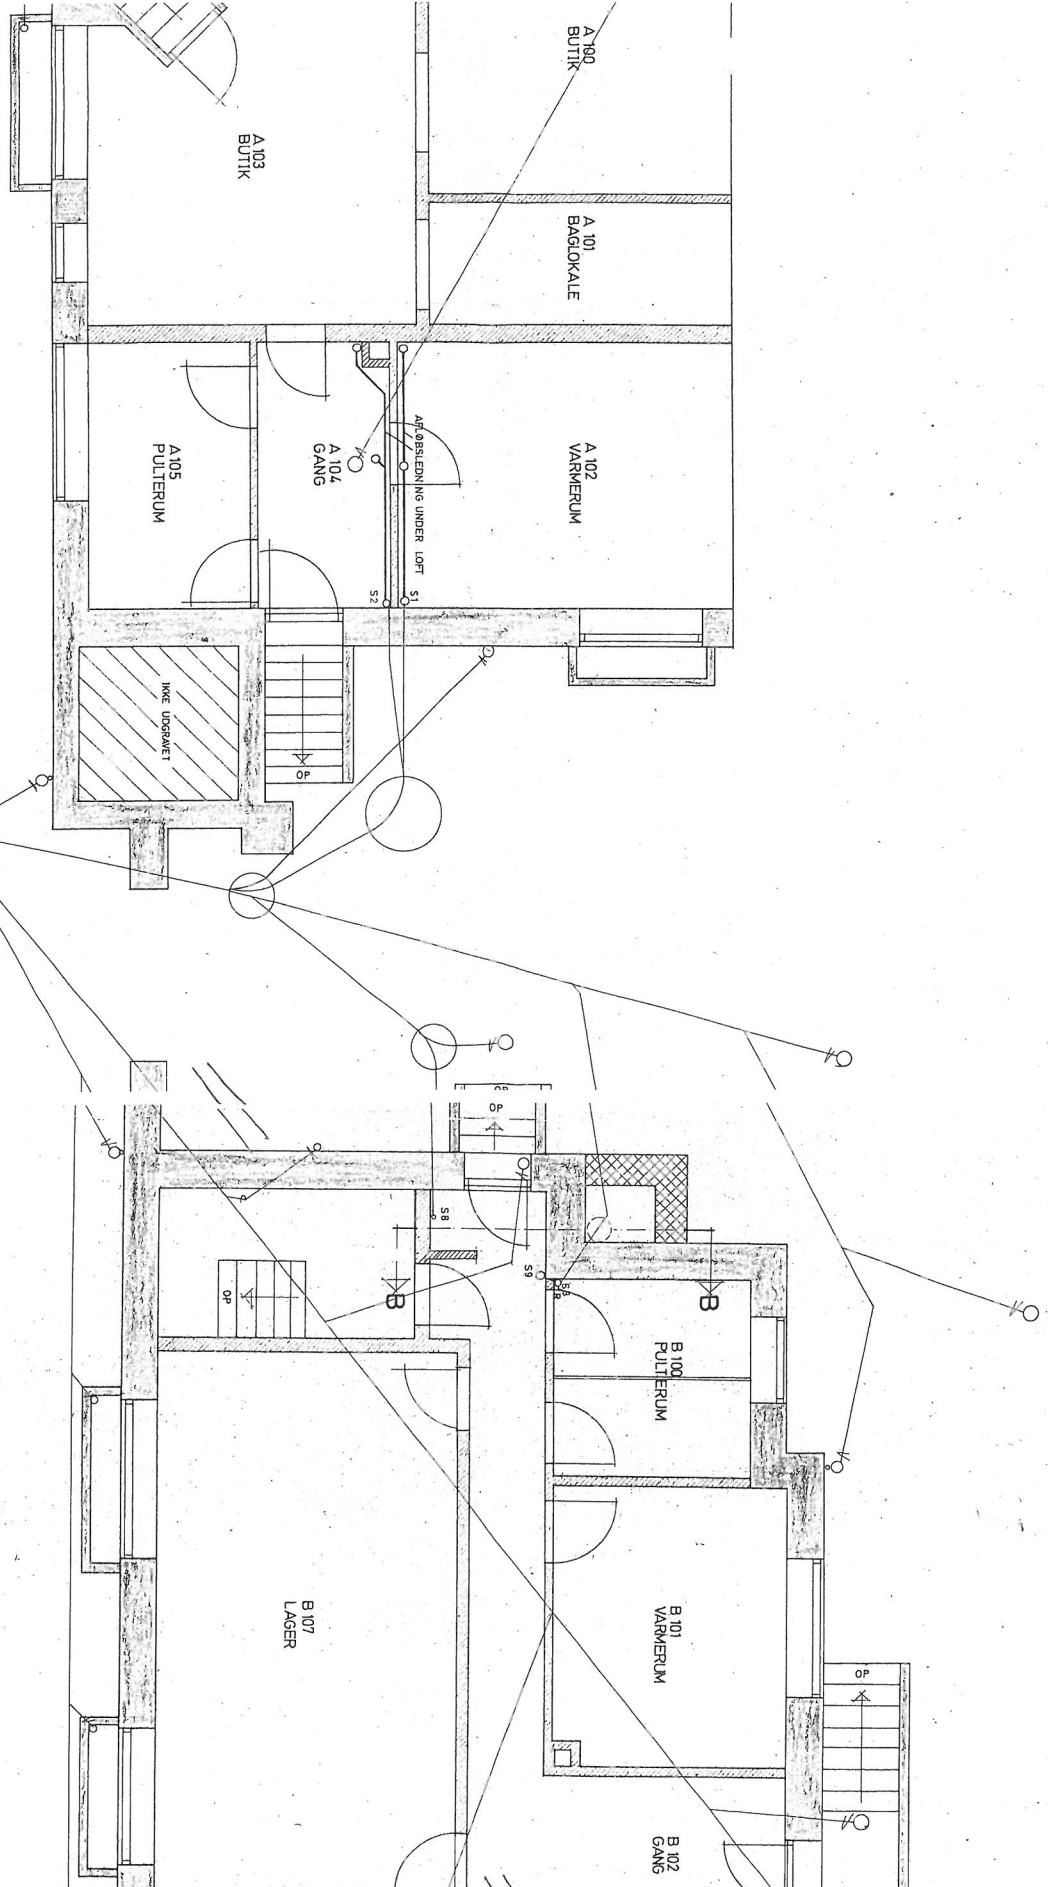 A 100
BUTIK
A 103
BUTIK
A 101
BAGLOKALE
A 105
PULTERUM
A 104
GANG
AFLØBSLEDNING UNDER LOFT
A 102
VARMERUM
S2
S1
IKKE UDGRAVET
OP
OP
S8
S9
B
B
OP
B 100
PULTERUM
B 107
LAGER
B 101
VARMERUM
OP
B 102
GANG